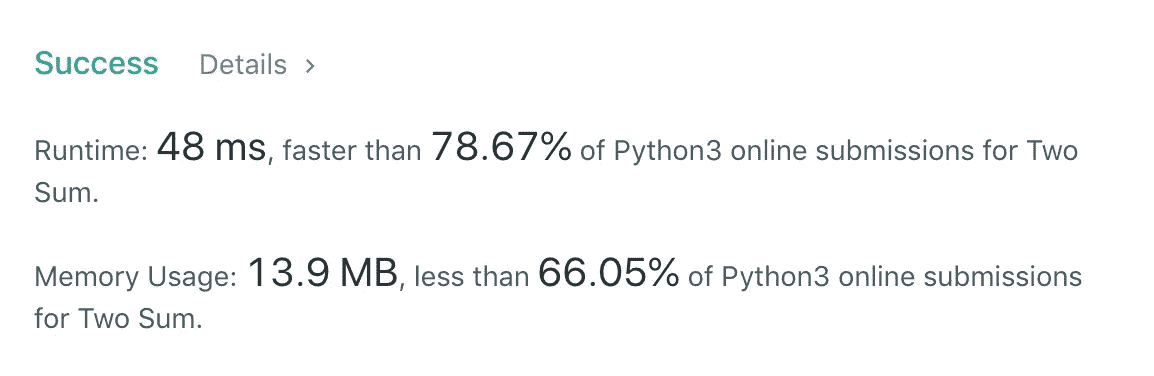 Success Details >
Runtime: 48 ms, faster than 78.67% of Python3 online submissions for Two
Sum.
Memory Usage: 13.9 MB, less than 66.05% of Python3 online submissions
for Two Sum.